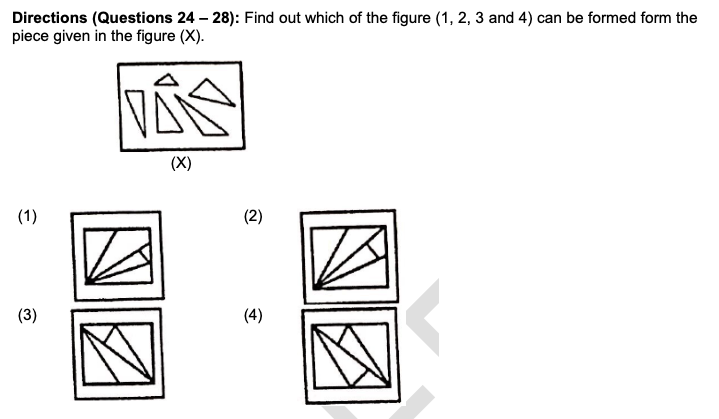 Directions (Questions 24 – 28): Find out which of the figure (1, 2, 3 and 4) can be formed form the
piece given in the figure (X).
(X)
(1)
(2)
(3)
(4)